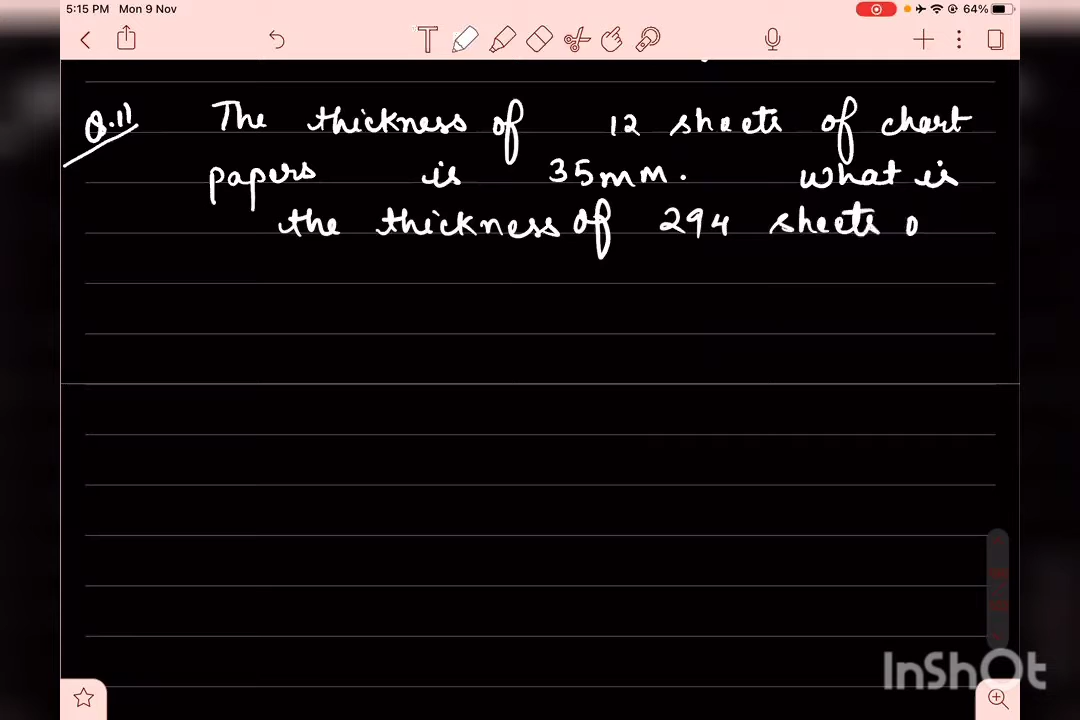 5:15 PM Mon 9 Nov
64%
T
Q.11 The thickness of 12 sheets of chart
papers is 35mm. what is
the thickness of 294 sheets o
InShOt